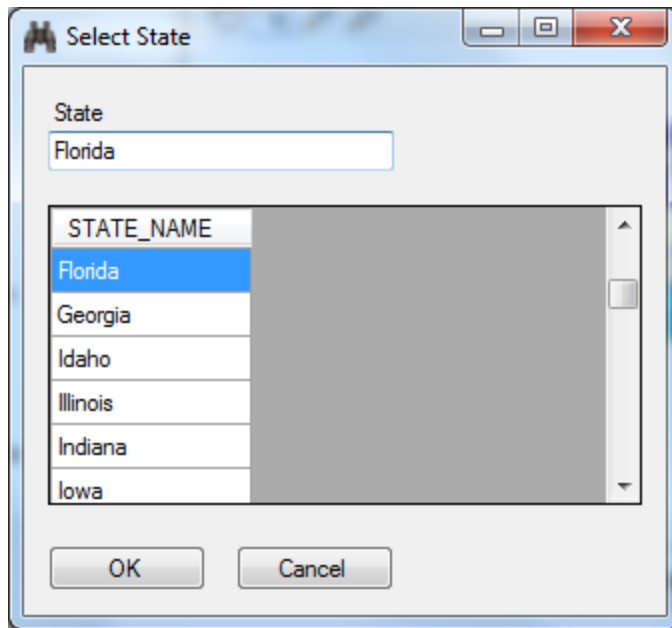 Select State
State
Florida
STATE_NAME
Florida
Georgia
Idaho
Illinois
Indiana
Iowa
OK Cancel